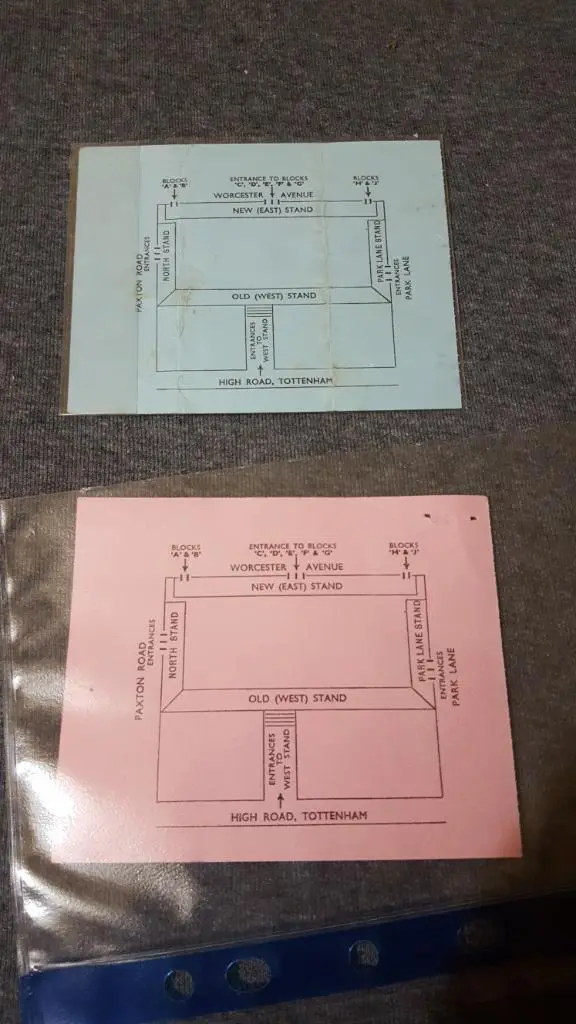 BLOCKS
'A' & 'B'
ENTRANCE TO BLOCKS
'C', 'D', 'E', 'F' & 'G'
BLOCKS
'H' & 'J'
WORCESTER AVENUE
NEW (EAST) STAND
PAXTON ROAD
ENTRANCES
NORTH STAND
PARK LANE STAND
ENTRANCES
PARK LANE
OLD (WEST) STAND
ENTRANCES
TO
WEST STAND
HIGH ROAD, TOTTENHAM
BLOCKS
'A' & 'B'
ENTRANCE TO BLOCKS
'C', 'D', 'E', 'F' & 'G'
BLOCKS
'H' & 'J'
WORCESTER AVENUE
NEW (EAST) STAND
PAXTON ROAD
ENTRANCES
NORTH STAND
PARK LANE STAND
ENTRANCES
PARK LANE
OLD (WEST) STAND
ENTRANCES
TO
WEST STAND
HIGH ROAD, TOTTENHAM